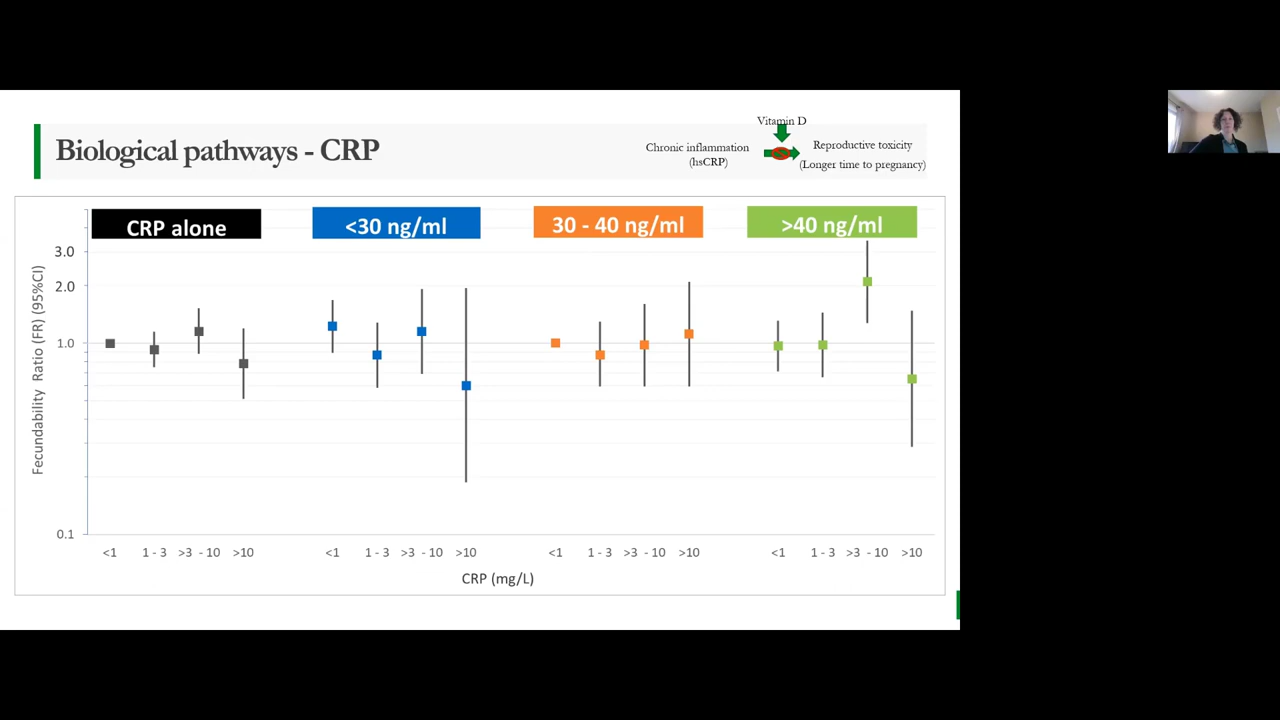 Biological pathways - CRP
Vitamin D
Chronic inflammation
(hsCRP)
Reproductive toxicity
(Longer time to pregnancy)
CRP alone
<30 ng/ml
30 - 40 ng/ml
>40 ng/ml
Fecundability Ratio (FR) (95%CI)
3.0
2.0
1.0
0.1
<1 1 - 3 >3 - 10 >10 <1 1 - 3 >3 - 10 >10 <1 1 - 3 >3 - 10 >10 <1 1 - 3 >3 - 10 >10
CRP (mg/L)